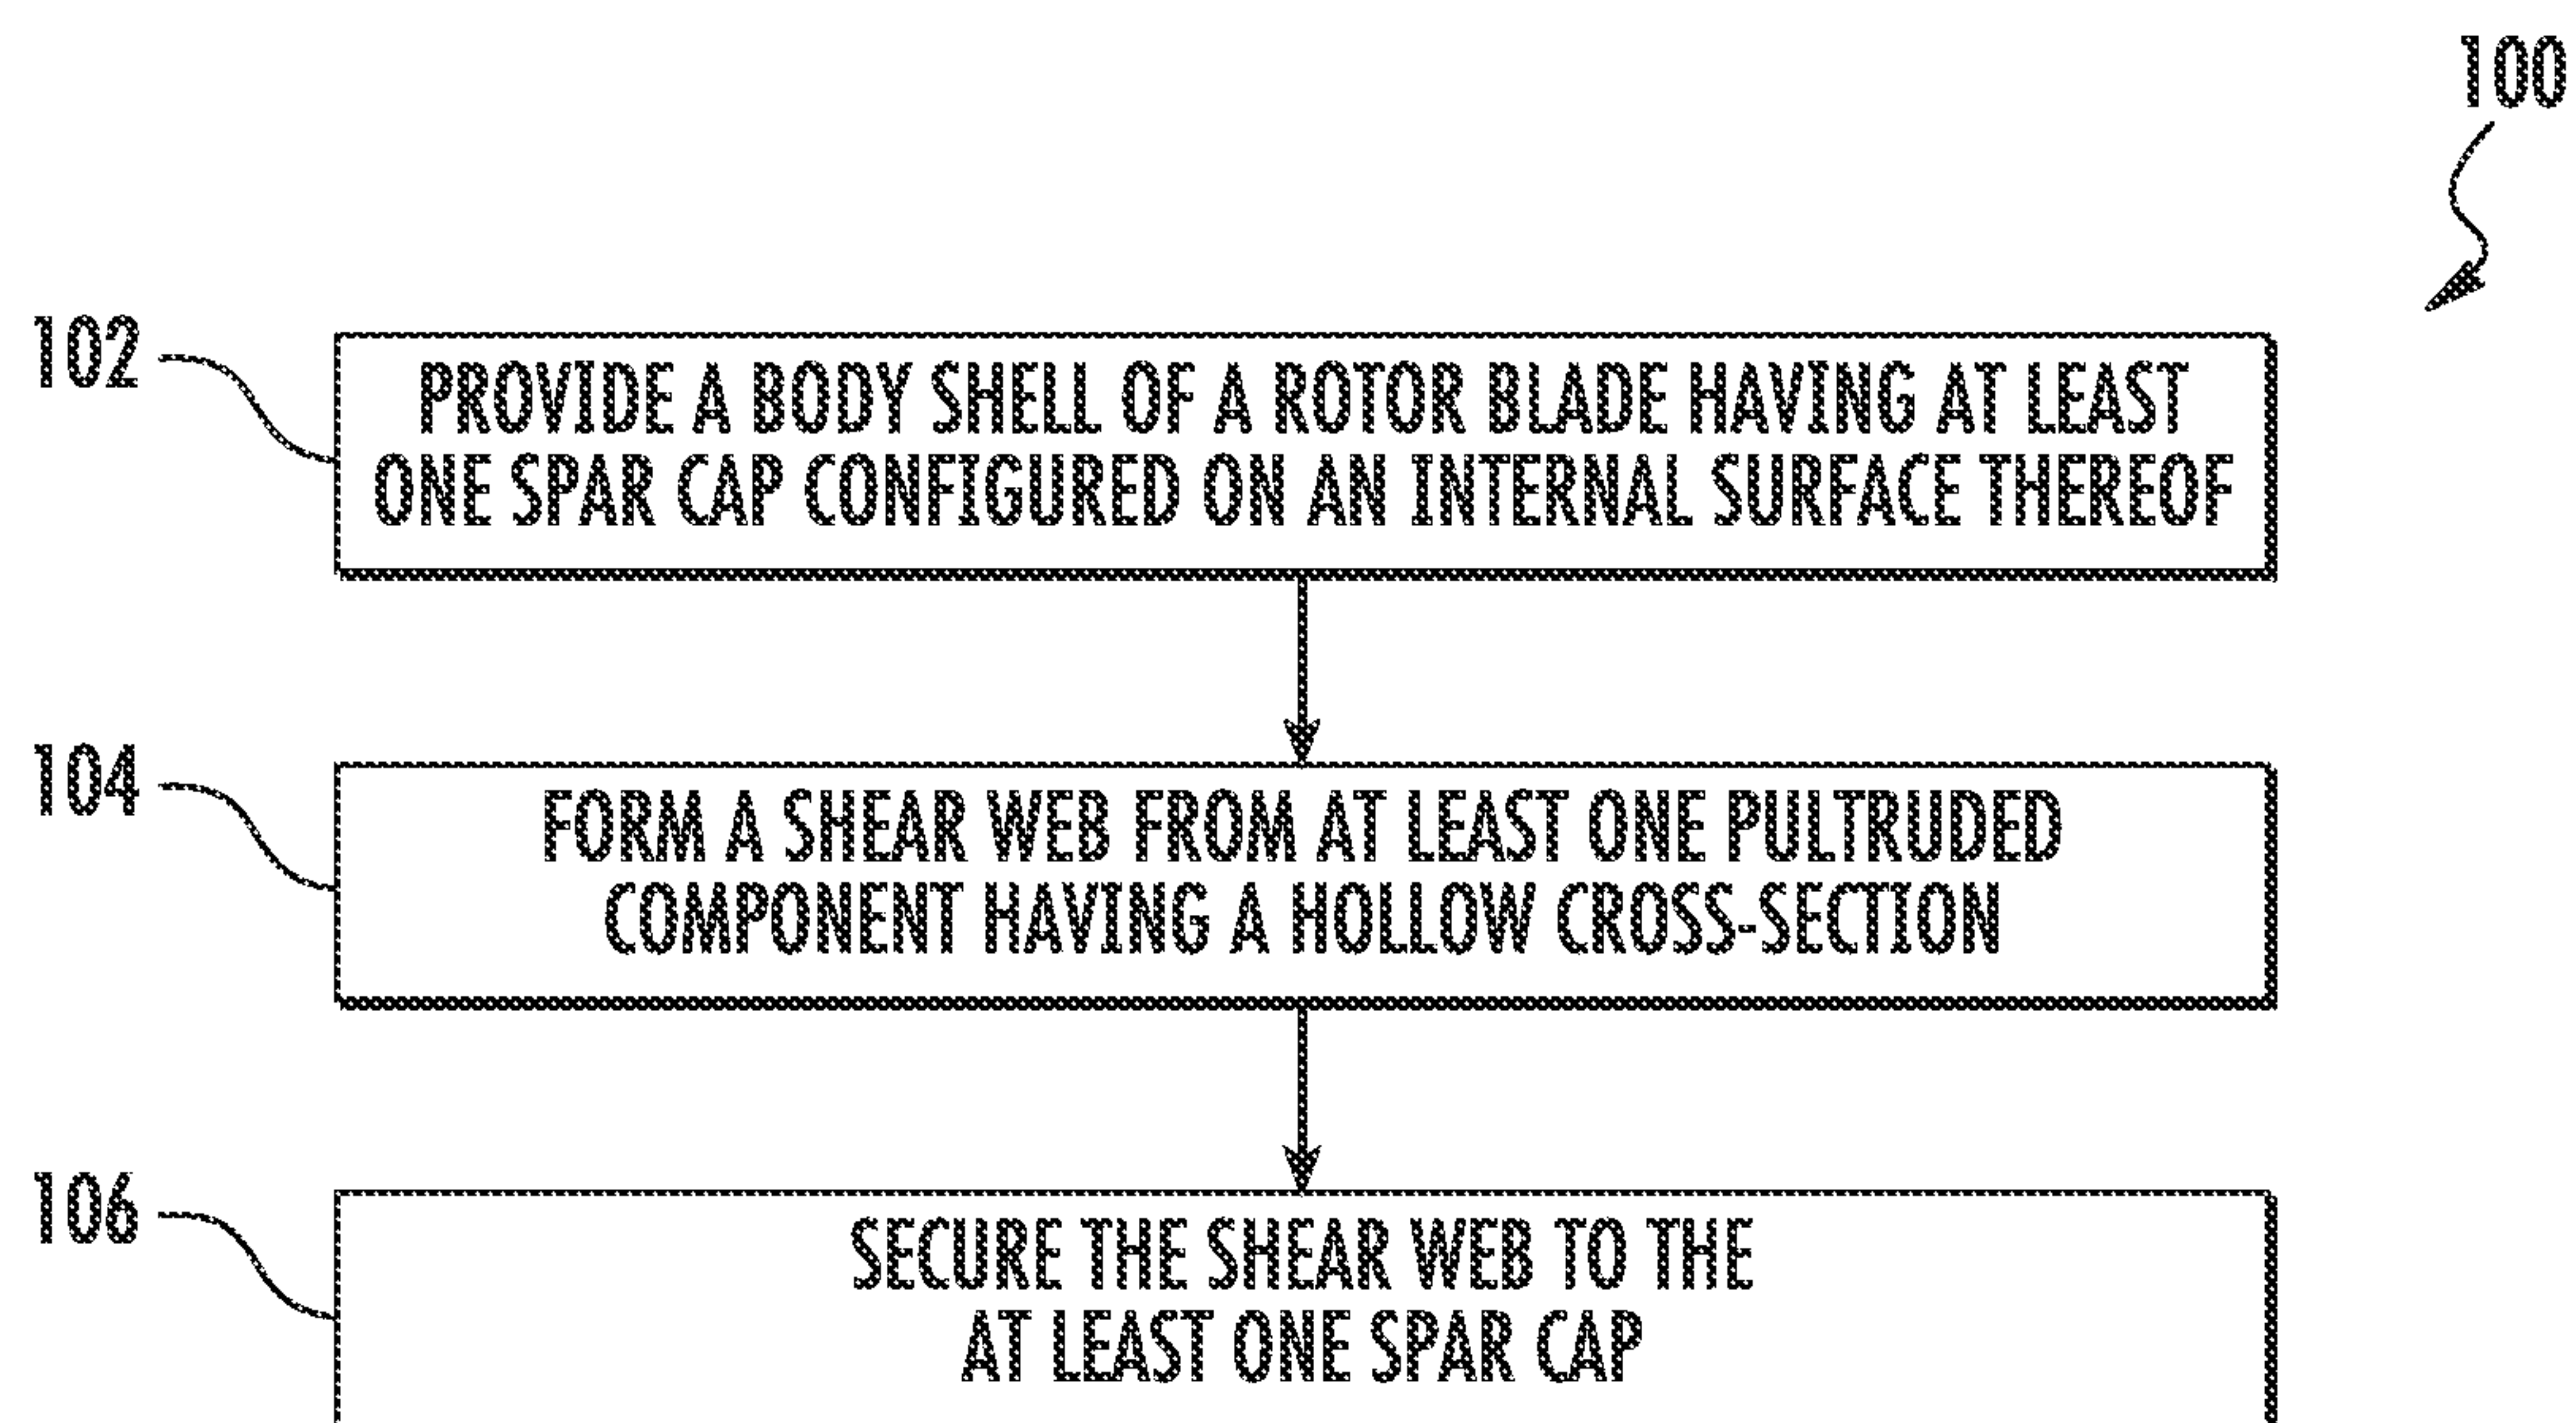 100
102
PROVIDE A BODY SHELL OF A ROTOR BLADE HAVING AT LEAST
ONE SPAR CAP CONFIGURED ON AN INTERNAL SURFACE THEREOF
104
FORM A SHEAR WEB FROM AT LEAST ONE PULTRUDED
COMPONENT HAVING A HOLLOW CROSS-SECTION
106
SECURE THE SHEAR WEB TO THE
AT LEAST ONE SPAR CAP